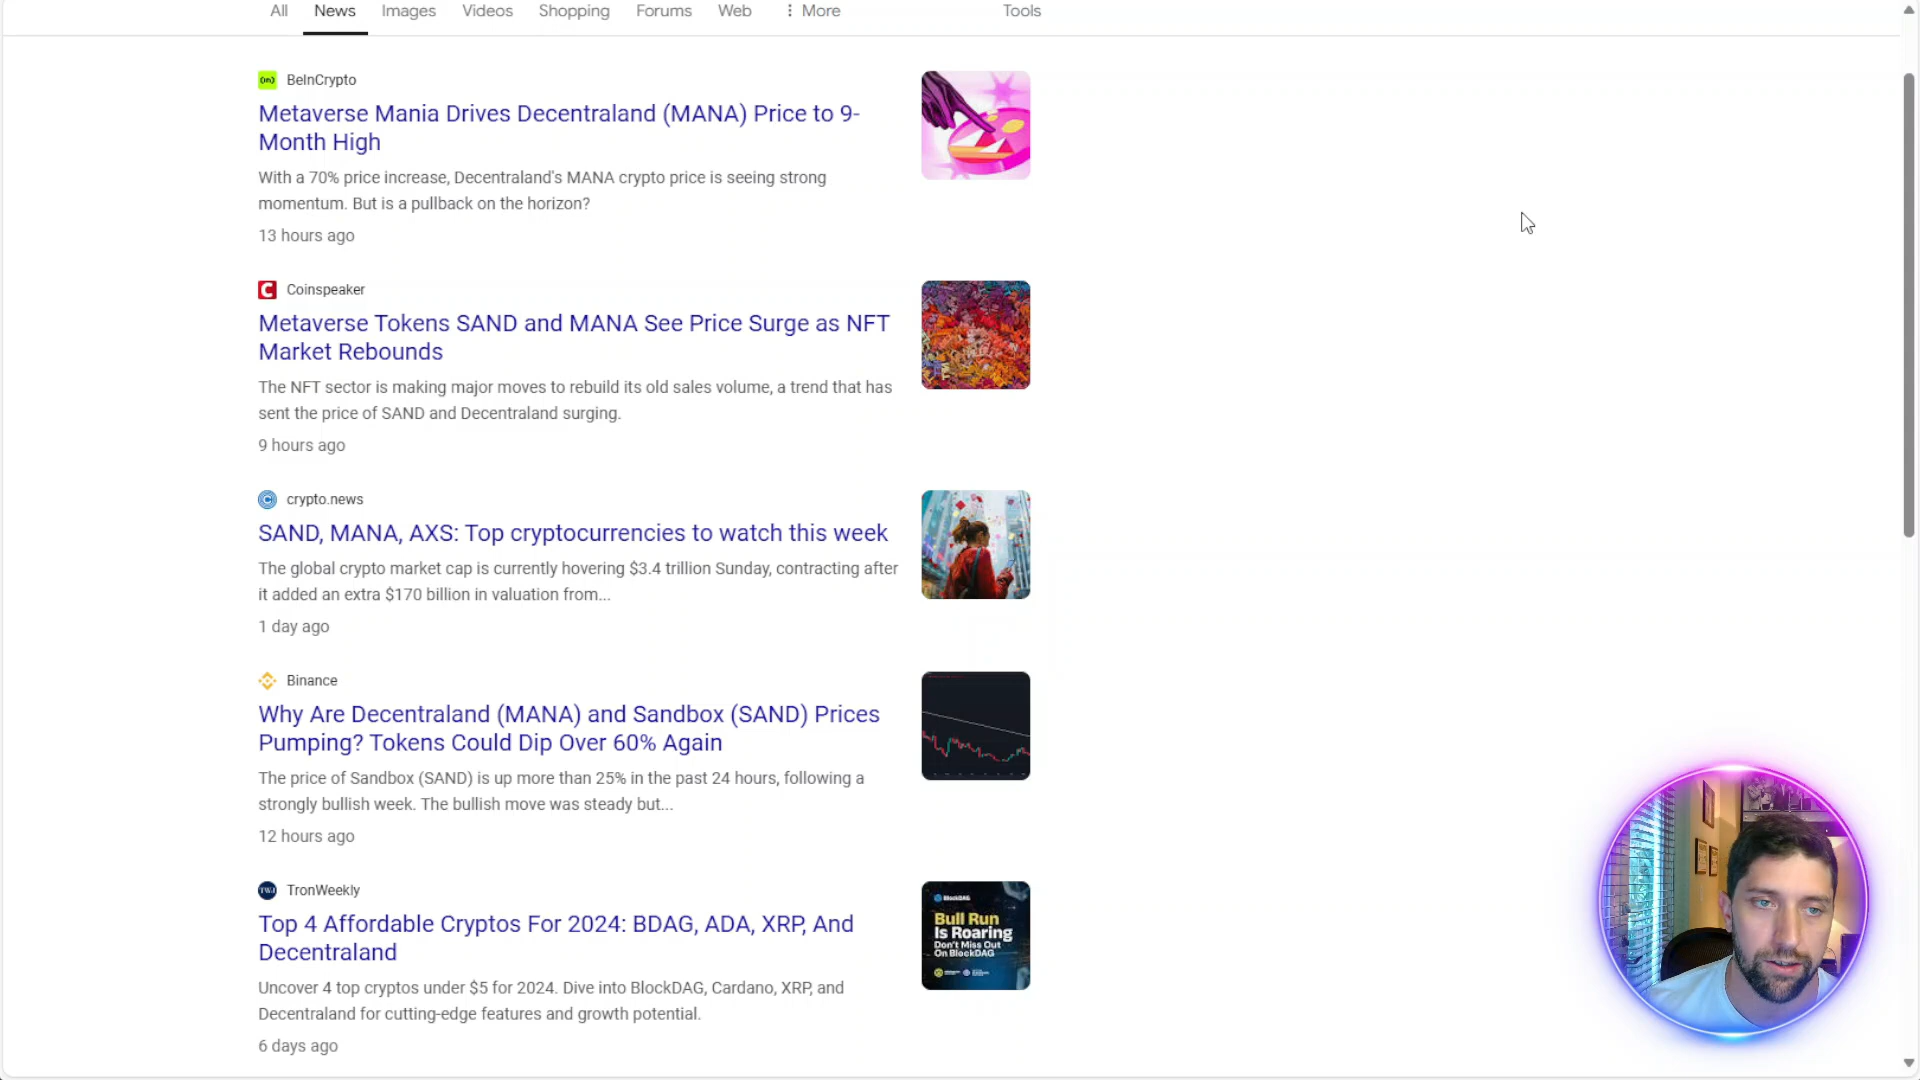 All News Images Videos Shopping Forums Web More Tools
BeInCrypto
Metaverse Mania Drives Decentraland (MANA) Price to 9-
Month High
With a 70% price increase, Decentraland's MANA crypto price is seeing strong
momentum. But is a pullback on the horizon?
13 hours ago
Coinspeaker
Metaverse Tokens SAND and MANA See Price Surge as NFT
Market Rebounds
The NFT sector is making major moves to rebuild its old sales volume, a trend that has
sent the price of SAND and Decentraland surging.
9 hours ago
crypto.news
SAND, MANA, AXS: Top cryptocurrencies to watch this week
The global crypto market cap is currently hovering $3.4 trillion Sunday, contracting after
it added an extra $170 billion in valuation from...
1 day ago
Binance
Why Are Decentraland (MANA) and Sandbox (SAND) Prices
Pumping? Tokens Could Dip Over 60% Again
The price of Sandbox (SAND) is up more than 25% in the past 24 hours, following a
strongly bullish week. The bullish move was steady but...
12 hours ago
TWJ TronWeekly
Top 4 Affordable Cryptos For 2024: BDAG, ADA, XRP, And
Decentraland
Uncover 4 top cryptos under $5 for 2024. Dive into BlockDAG, Cardano, XRP, and
Decentraland for cutting-edge features and growth potential.
6 days ago
BlockDAG
Bull Run
Is Roaring
Don't Miss Out
On BlockDAG